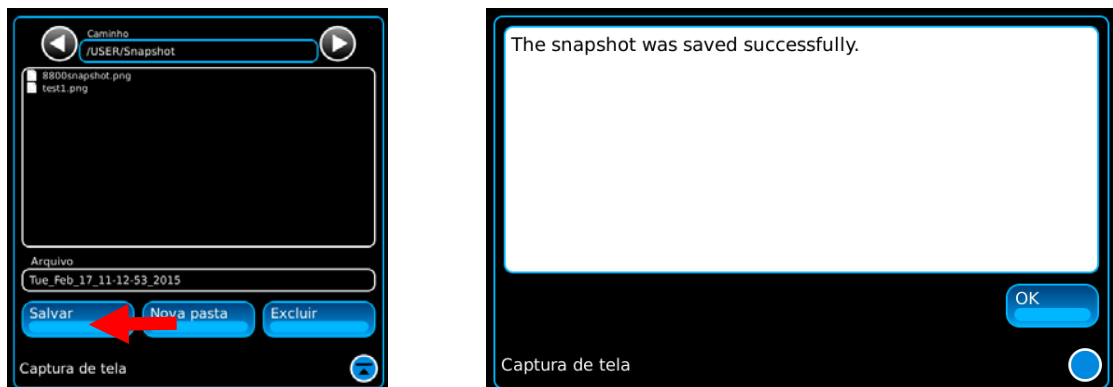 Caminho
/USER/Snapshot
8800snapshot.png
test1.png
Arquivo
Tue_Feb_17_11-12-53_2015
Salvar
Nova pasta
Excluir
Captura de tela
The snapshot was saved successfully.
OK
Captura de tela